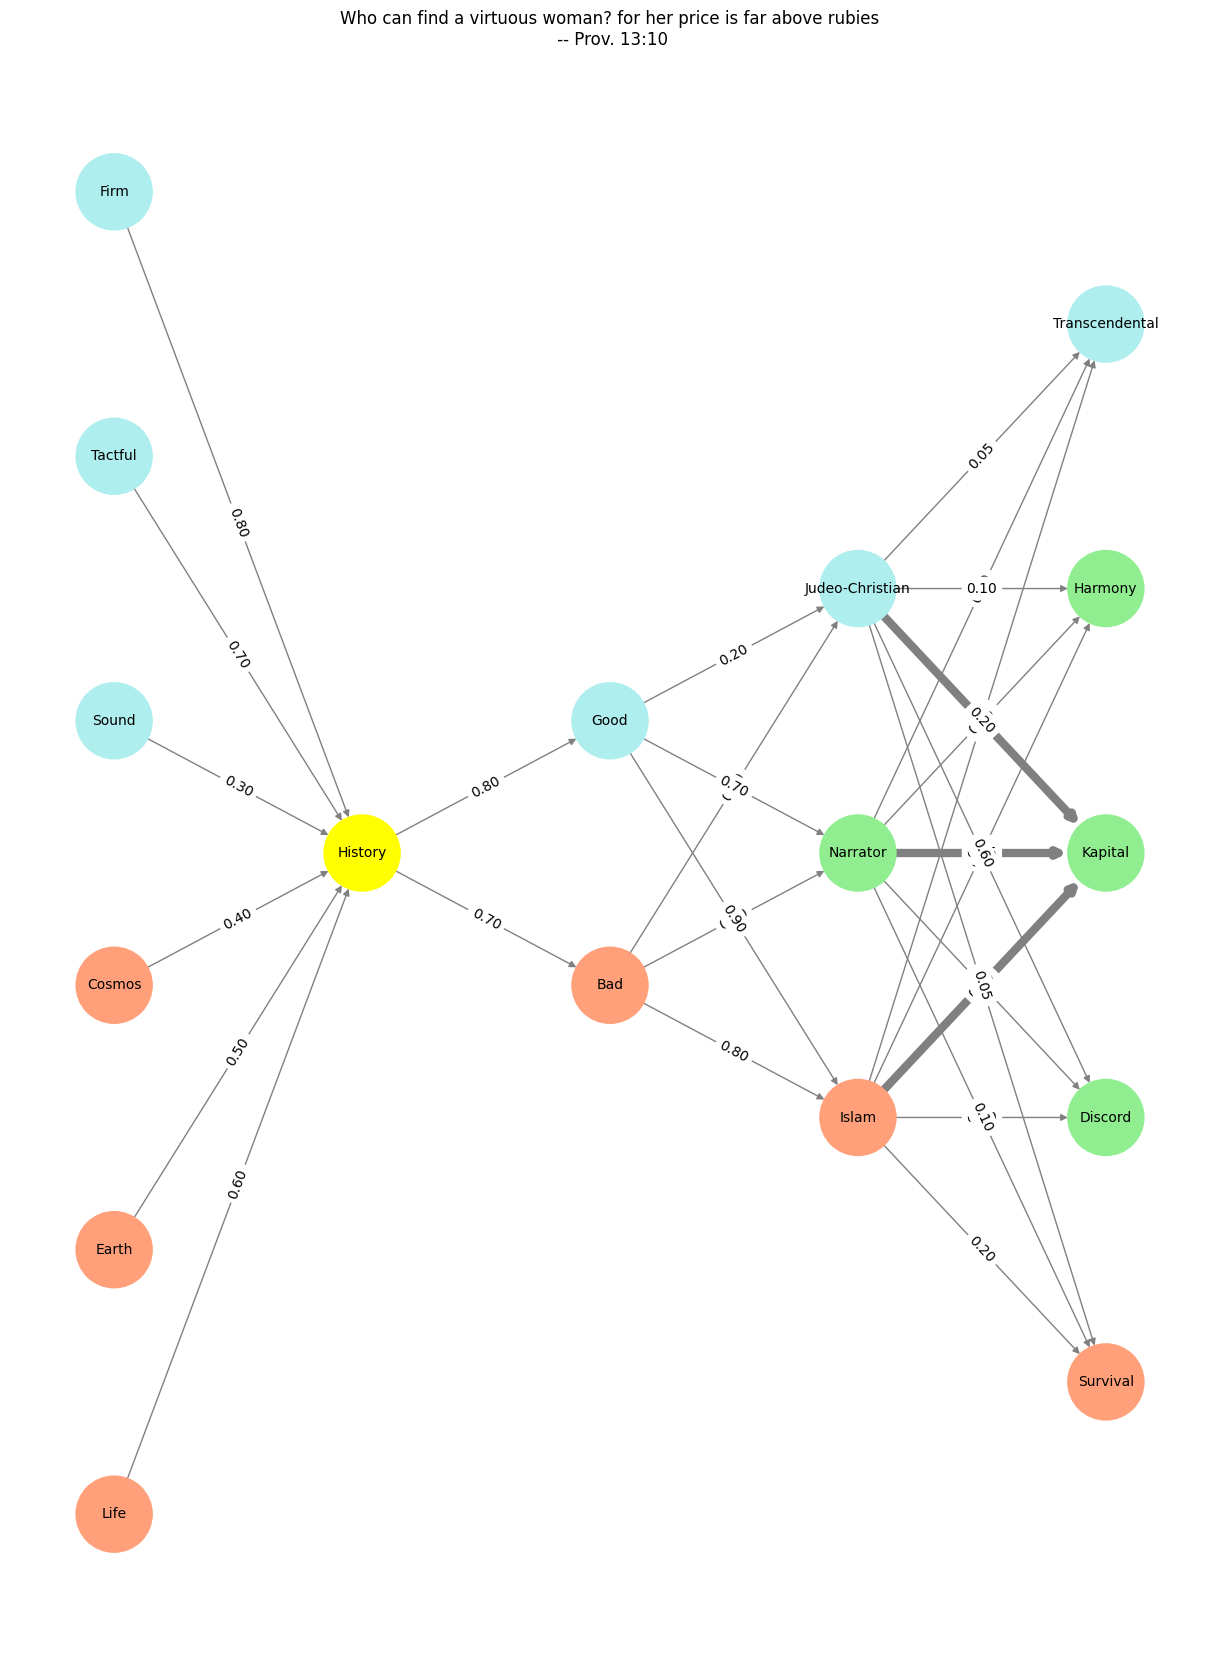 Who can find a virtuous woman? for her price is far above rubies
-- Prov. 13:10
Firm
Transcendental
0.05
Tactful
0.80
Judeo-Christian
0.10
Harmony
0.70
0.20
Sound
Good
0.20
0.30
0.80
0.70
History
Narrator
0.60
Kapital
0.40
0.70
0.90
Cosmos
Bad
0.05
0.50
0.80
Islam
0.10
Discord
0.60
Earth
0.20
Survival
Life